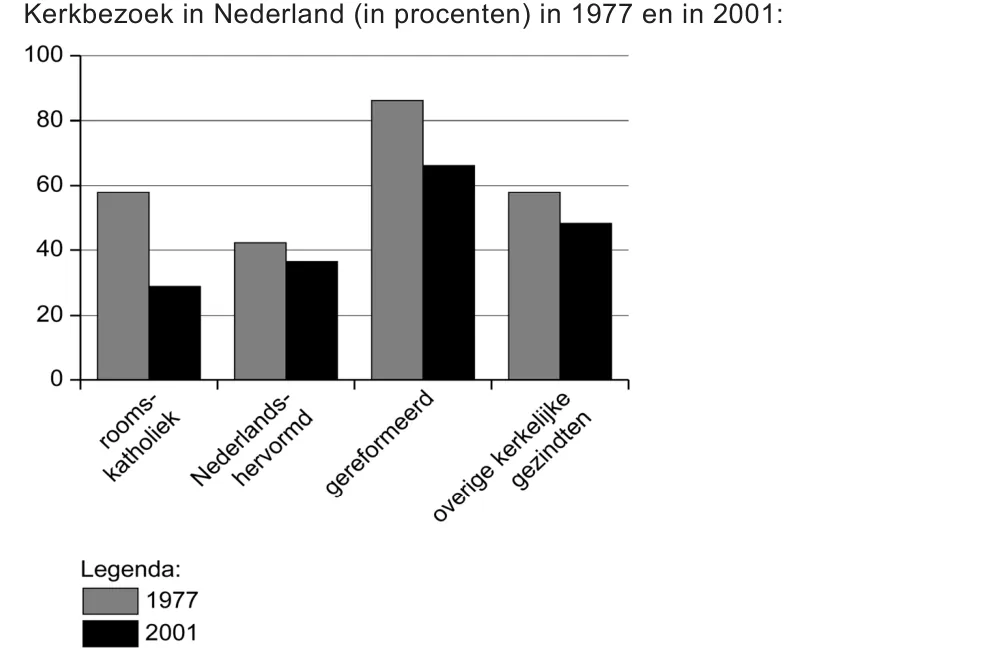 Kerkbezoek in Nederland (in procenten) in 1977 en in 2001:
100
80
60
40
20
0
rooms-
katholiek
Nederlands-
hervormd
gereformeerd
overige kerkelijke
gezindten
Legenda:
1977
2001